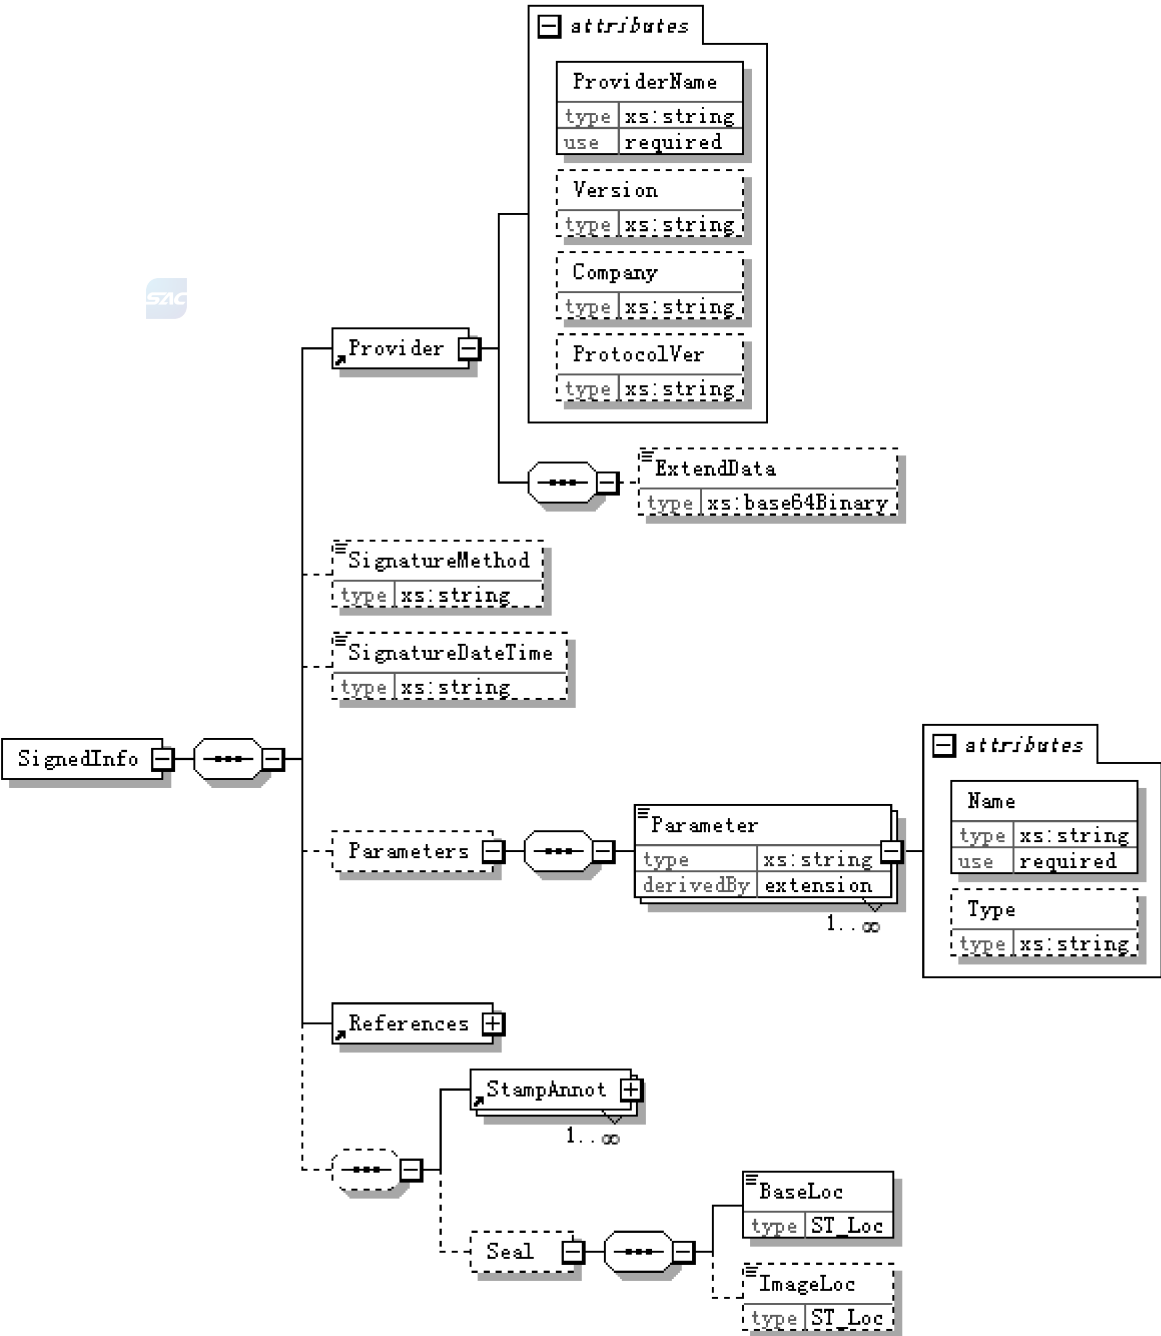 attributes
ProviderName
type xs:string
use required
Version
type xs:string
Company
type xs:string
SAC
Provider
ProtocolVer
type xs:string
ExtendData
type xs:base64Binary
SignatureMethod
type xs:string
SignatureDateTime
type xs:string
SignedInfo
attributes
Name
type xs:string
use required
Parameters
Parameter
type xs:string
derivedBy extension
1..∞
Type
type xs:string
References
StampAnnot
1..∞
Seal
BaseLoc
type ST_Loc
ImageLoc
type ST_Loc